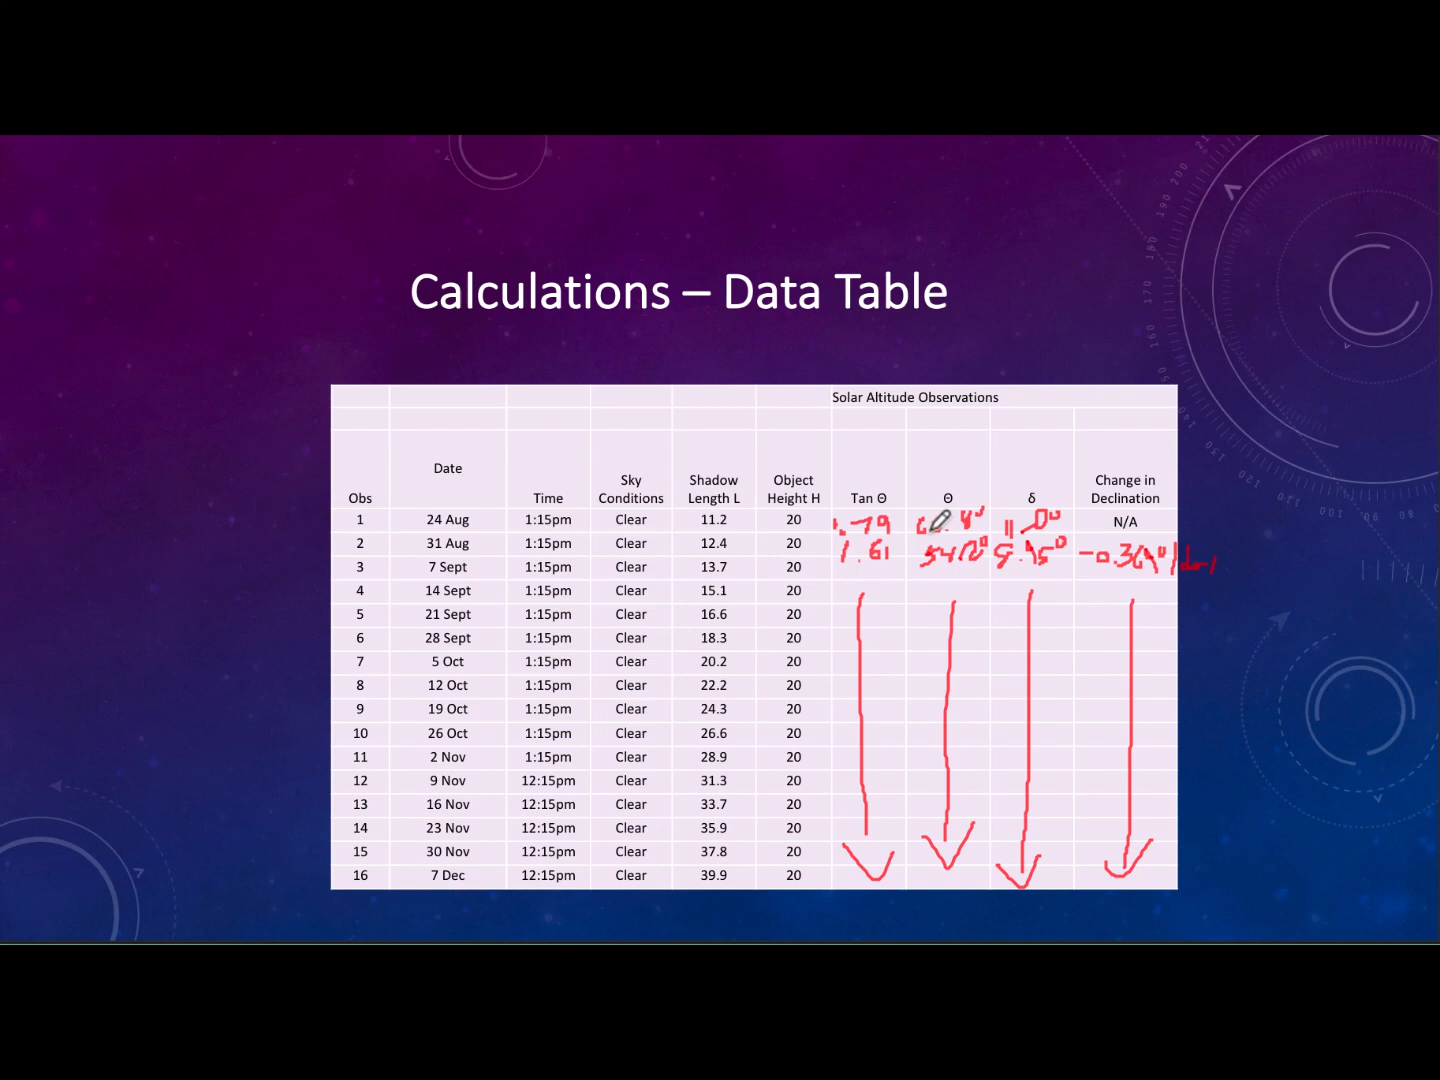 Calculations – Data Table
Solar Altitude Observations
Obs Date Time Sky Conditions Shadow Length L Object Height H Tan Θ Θ δ Change in Declination
1 24 Aug 1:15pm Clear 11.2 20 1.79 N/A
2 31 Aug 1:15pm Clear 12.4 20 1.61
3 7 Sept 1:15pm Clear 13.7 20
4 14 Sept 1:15pm Clear 15.1 20
5 21 Sept 1:15pm Clear 16.6 20
6 28 Sept 1:15pm Clear 18.3 20
7 5 Oct 1:15pm Clear 20.2 20
8 12 Oct 1:15pm Clear 22.2 20
9 19 Oct 1:15pm Clear 24.3 20
10 26 Oct 1:15pm Clear 26.6 20
11 2 Nov 1:15pm Clear 28.9 20
12 9 Nov 12:15pm Clear 31.3 20
13 16 Nov 12:15pm Clear 33.7 20
14 23 Nov 12:15pm Clear 35.9 20
15 30 Nov 12:15pm Clear 37.8 20
16 7 Dec 12:15pm Clear 39.9 20